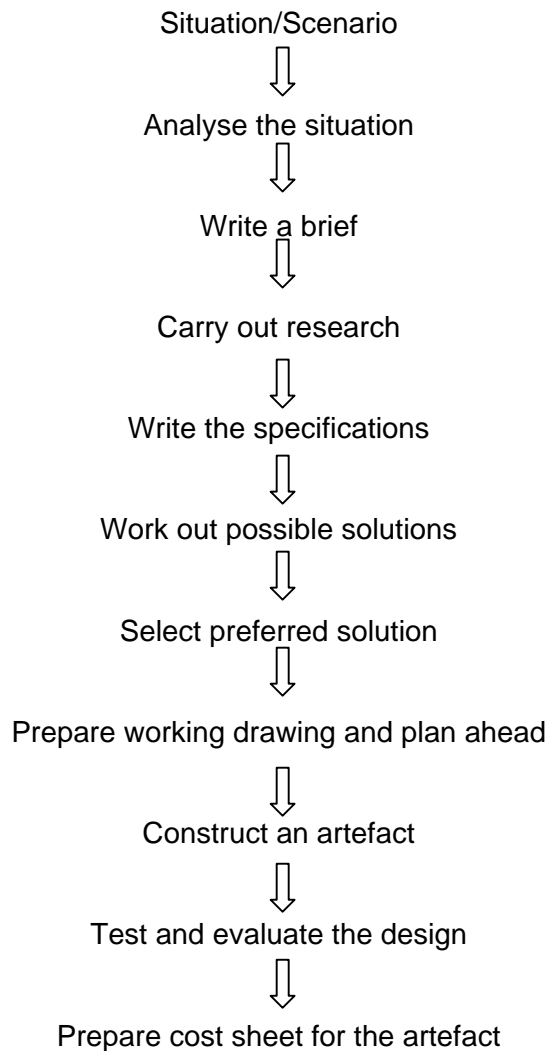 Situation/Scenario
Analyse the situation
Write a brief
Carry out research
Write the specifications
Work out possible solutions
Select preferred solution
Prepare working drawing and plan ahead
Construct an artefact
Test and evaluate the design
Prepare cost sheet for the artefact